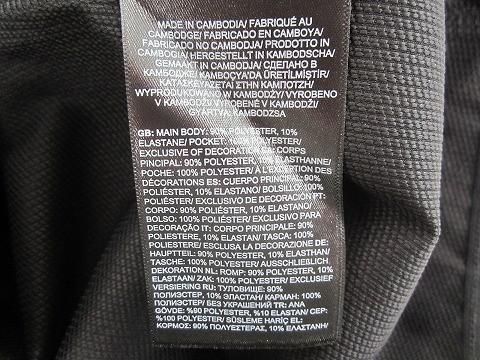 MADE IN CAMBODIA/ FABRIQUÉ AU
CAMBODGE/ FABRICADO EN CAMBOYA/
FABRICADO NO CAMBODJA/ PRODOTTO IN
CAMBOGIA/ HERGESTELLT IN KAMBODSCHA/
GEMAAKT IN CAMBODJA/ СДЕЛАНО В
КАМБОДЖЕ/ KAMBOÇYA'DA ÜRETİLMİŞTİR/
ΚΑΤΑΣΚΕΥΑΖΕΤΑΙ ΣΤΗΝ ΚΑΜΠΟΤΖΗ/
WYPRODUKOWANO W KAMBODŻY/ VYROBENO
V KAMBODŽI/ VYROBENÉ V KAMBODŽI/
GYÁRTVA: KAMBODZSA
GB: MAIN BODY: 90% POLYESTER, 10%
ELASTANE/ POCKET: 100% POLYESTER/
EXCLUSIVE OF DECORATION FR: CORPS
PINCIPAL: 90% POLYESTER, 10% ELASTHANNE/
POCHE: 100% POLYESTER/ A L'EXCEPTION DES
DÉCORATIONS ES: CUERPO PRINCIPAL: 90%
POLIÉSTER, 10% ELASTANO/ BOLSILLO: 100%
POLIÉSTER/ EXCLUSIVO DE DECORACIÓN PT:
CORPO: 90% POLIÉSTER, 10% ELASTANO/
BOLSO: 100% POLIÉSTER/ EXCLUSIVO PARA
DECORAÇÃO IT: CORPO PRINCIPALE: 90%
POLIESTERE, 10% ELASTAN/ TASCA: 100%
POLIESTERE/ ESCLUSA LA DECORAZIONE DE:
HAUPTTEIL: 90% POLYESTER, 10% ELASTHAN/
TASCHE: 100% POLYESTER/ AUSSCHLIEßLICH.
DEKORATION NL: ROMP: 90% POLYESTER, 10%
ELASTAAN/ ZAK: 100% POLYESTER/ EXCLUSIEF
VERSIERING RU: ТУЛОВИЩЕ: 90%
ПОЛИЭСТЕР, 10% ЭЛАСТАН/ КАРМАН: 100%
ПОЛИЭСТЕР/ БЕЗ УКРАШЕНИЙ TR: ANA
GÖVDE: %90 POLYESTER, %10 ELASTAN/ CEP:
%100 POLYESTER/ SÜSLEME HARİÇ EL:
ΚΟΡΜΟΣ: 90% ΠΟΛΥΕΣΤΕΡΑΣ, 10% ΕΛΑΣΤΑΝΗ/